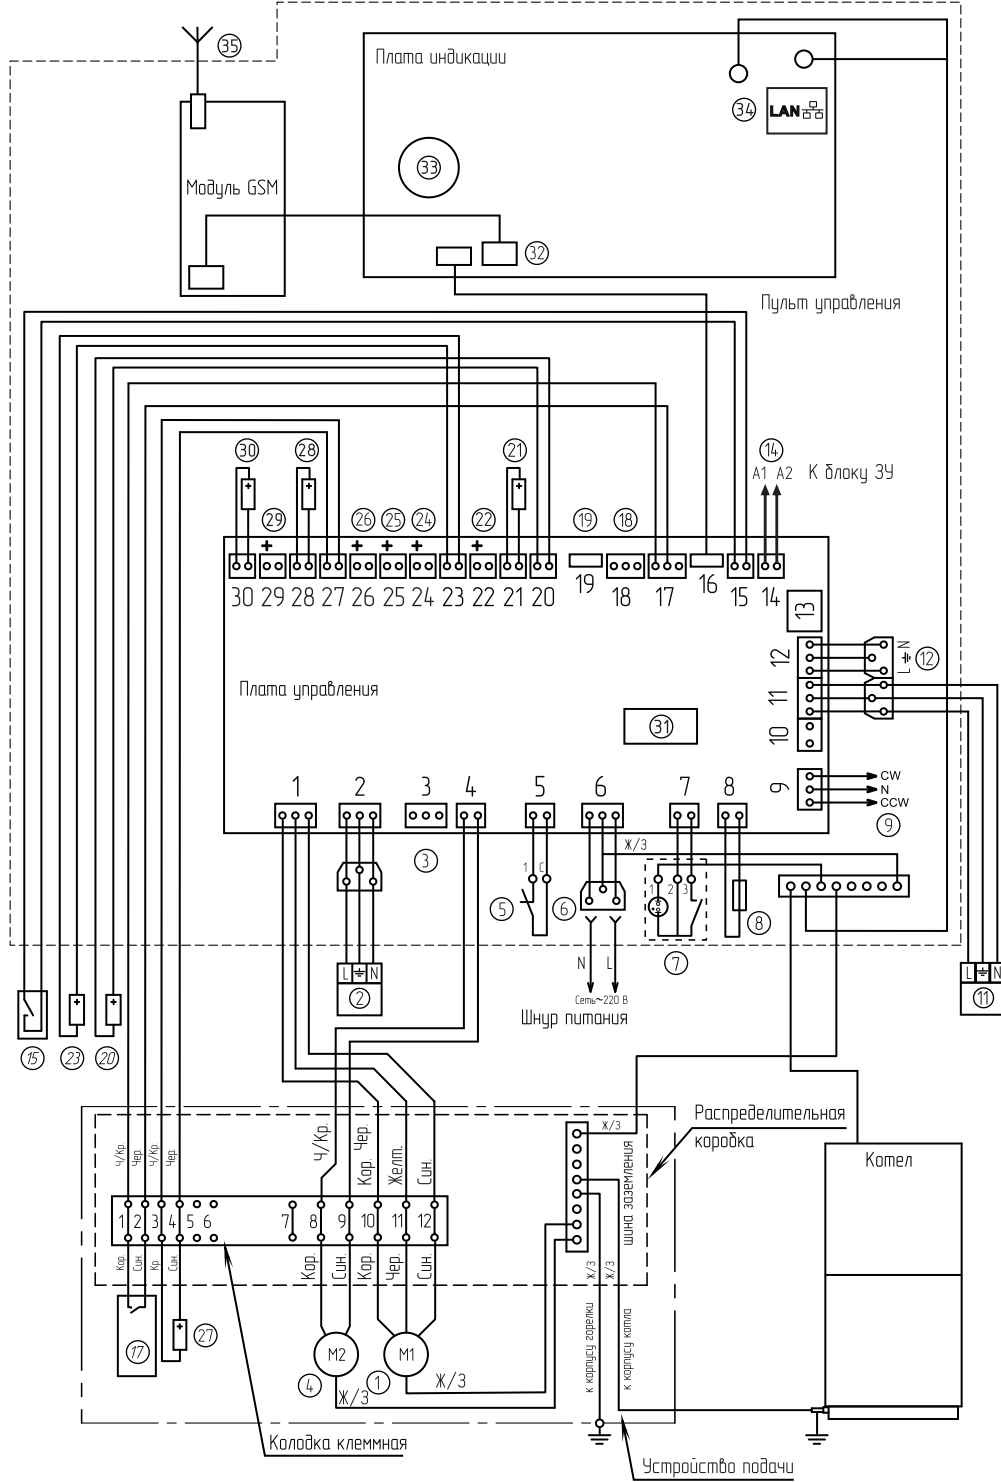 35
Плата индикации
34
LAN
33
Модуль GSM
32
Пульт управления
30
28
21
14
A1 A2 К блоку ЗУ
29
26
25
24
22
19
18
+ + + + +
30 29 28 27 26 25 24 23 22 21 20 19 18 17 16 15 14
13
12
N
L
12
Плата управления
11
31
10
1 2 3 4 5 6 7 8
9
CW
N
CCW
9
Ж/З
3
1 C
1 2 3
5
6
8
7
L N
2
N L
Сеть~220 В
Шнур питания
L N
11
15
23
20
Распределительная
коробка
Ж/З
Ч/Кр.
Чер.
Ч/Кр.
Чер.
Ч/Кр.
Кор.
Чер.
Желт.
Син.
шина заземления
Котел
1 2 3 4 5 6 7 8 9 10 11 12
Кор.
Син.
Кр.
Син.
Кор.
Син.
Кор.
Чер.
Син.
Ж/З
Ж/З
17
27
М2
М1
4
1
Ж/З
Ж/З
к корпусу горелки
к корпусу котла
Колодка клеммная
Устройство подачи